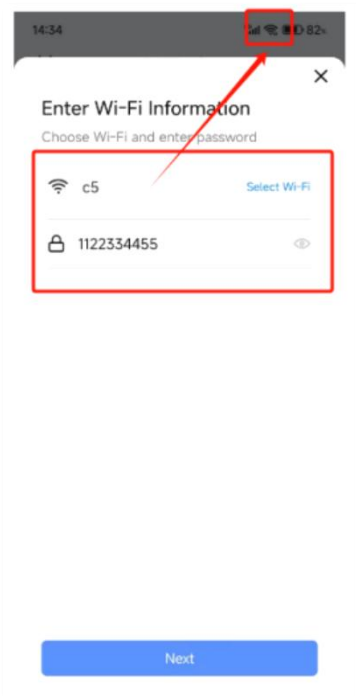 14:34
82%
Enter Wi-Fi Information
Choose Wi-Fi and enter password
c5 Select Wi-Fi
1122334455
Next